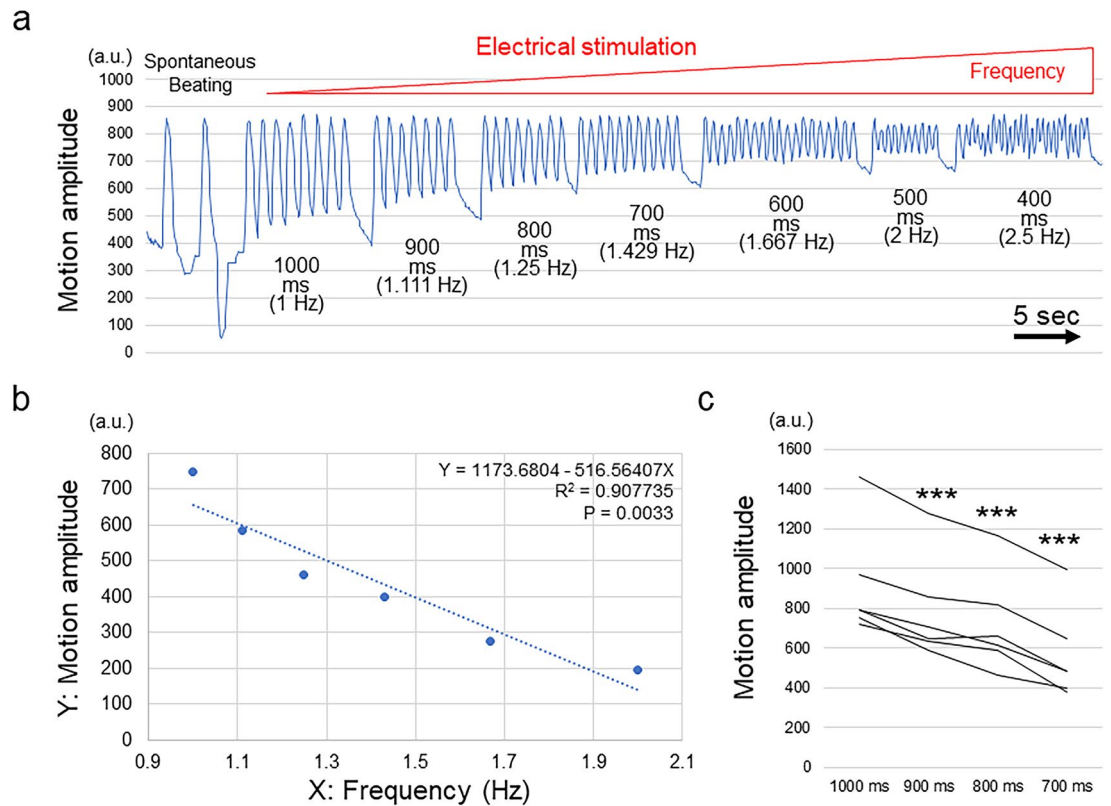 a
(a.u.)
Spontaneous
Beating
Electrical stimulation
Frequency
Motion amplitude
1000
900
800
700
600
500
400
300
200
100
0
1000
ms
(1 Hz)
900
ms
(1.111 Hz)
800
ms
(1.25 Hz)
700
ms
(1.429 Hz)
600
ms
(1.667 Hz)
500
ms
(2 Hz)
400
ms
(2.5 Hz)
5 sec
b
(a.u.)
Y: Motion amplitude
800
700
600
500
400
300
200
100
0
Y = 1173.6804 - 516.56407X
R² = 0.907735
P = 0.0033
0.9 1.1 1.3 1.5 1.7 1.9 2.1
X: Frequency (Hz)
c
(a.u.)
Motion amplitude
1600
1400
1200
1000
800
600
400
200
0
***
***
***
1000 ms 900 ms 800 ms 700 ms